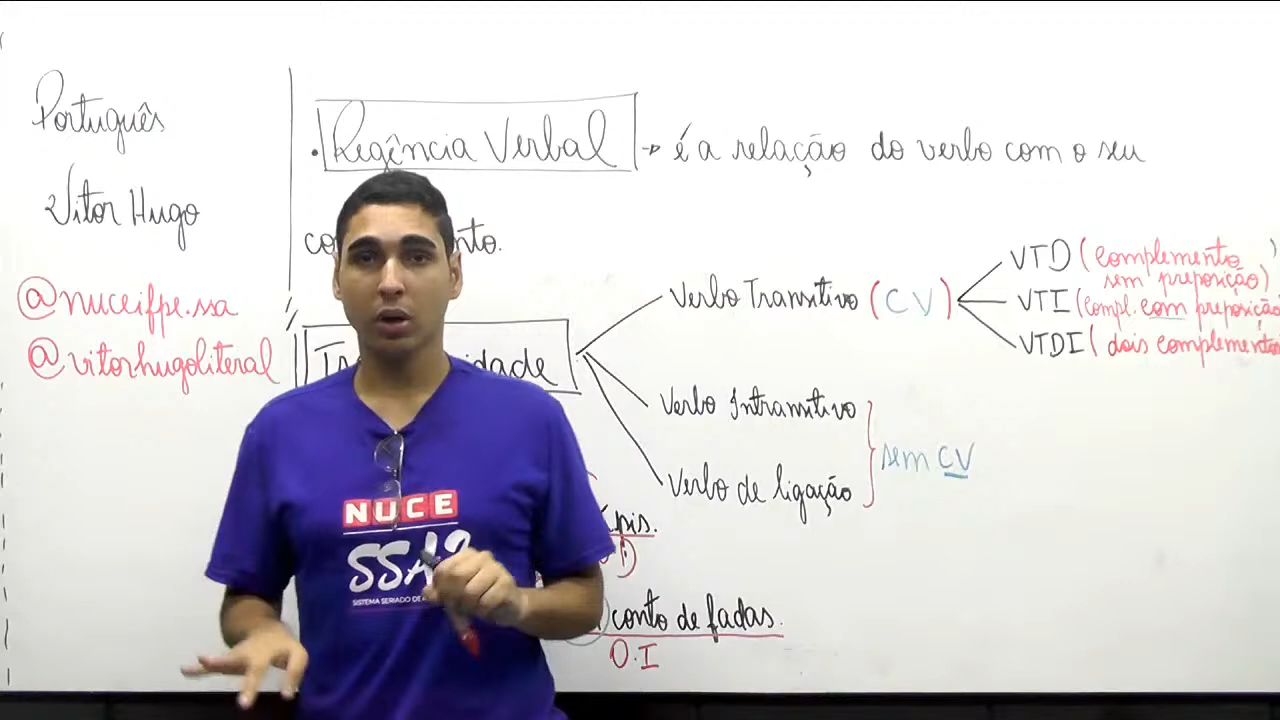 Português
Vitor Hugo
@nuceifpe.ssa
@vitorhugoliteral
• Regência Verbal → é a relação do verbo com o seu
Verbo Transitivo (CV)
VTD (complemento
sem preposição)
VTI (compl. com preposição
VTDI (dois complementos
Verbo Intransitivo
Verbo de ligação
sem CV
conto de fadas.
O.I
NUCE
SSA2